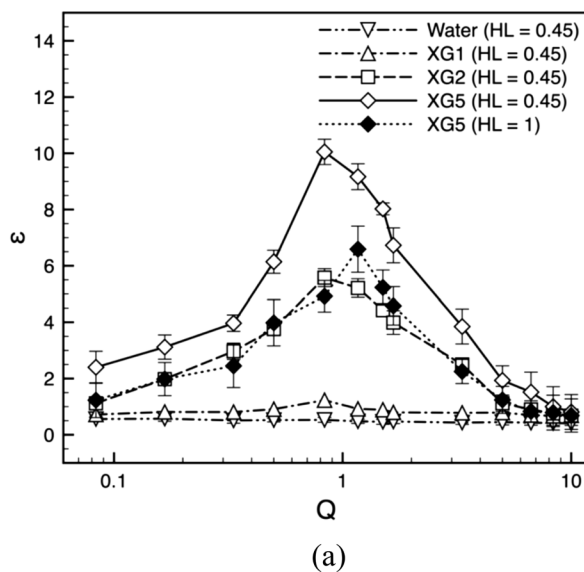 14
12
10
8
6
4
2
0
ε
Water (HL = 0.45)
XG1 (HL = 0.45)
XG2 (HL = 0.45)
XG5 (HL = 0.45)
XG5 (HL = 1)
0.1 1 10
Q
(a)